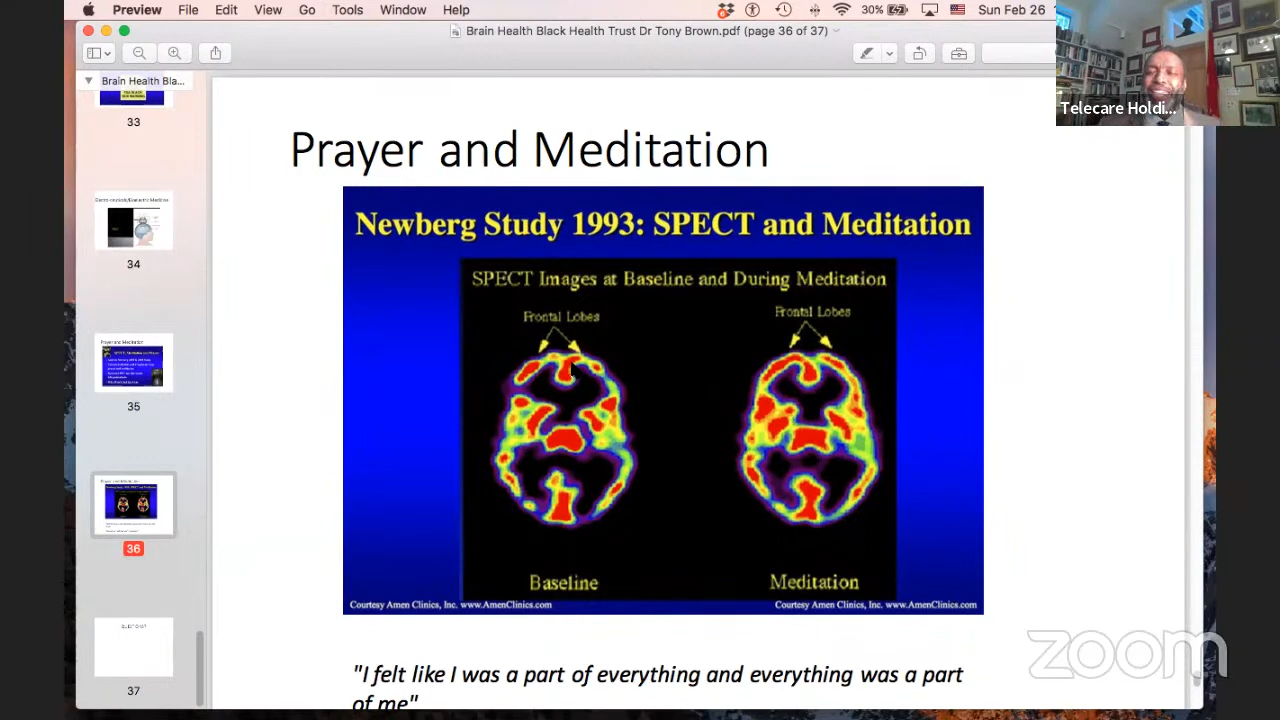 Preview File Edit View Go Tools Window Help 30% Sun Feb 26
Brain Health Black Health Trust Dr Tony Brown.pdf (page 36 of 37)
Brain Health Bla...
Telecare Holdi...
33
34
Prayer and Meditation
35
36
37
Prayer and Meditation
Newberg Study 1993: SPECT and Meditation
SPECT Images at Baseline and During Meditation
Frontal Lobes Frontal Lobes
Baseline Meditation
Courtesy Amen Clinics, Inc. www.AmenClinics.com Courtesy Amen Clinics, Inc. www.AmenClinics.com
"I felt like I was a part of everything and everything was a part
of me"
zoom